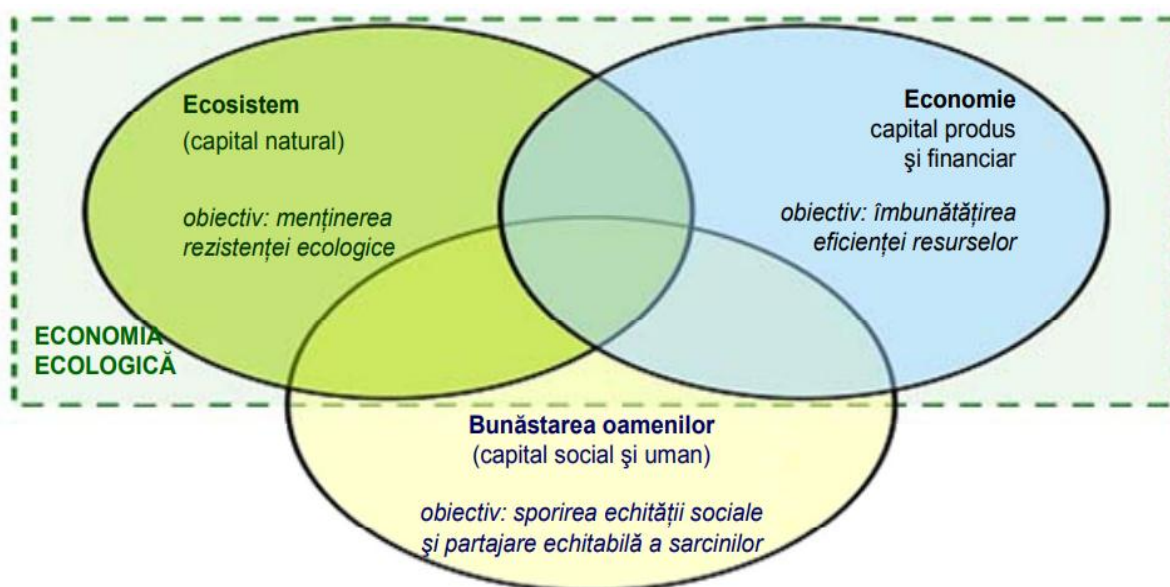 Ecosistem
(capital natural)
obiectiv: menținerea
rezistenței ecologice
Economie
capital produs
şi financiar
obiectiv: îmbunătățirea
eficienței resurselor
ECONOMIA
ECOLOGICĂ
Bunăstarea oamenilor
(capital social şi uman)
obiectiv: sporirea echității sociale
şi partajare echitabilă a sarcinilor